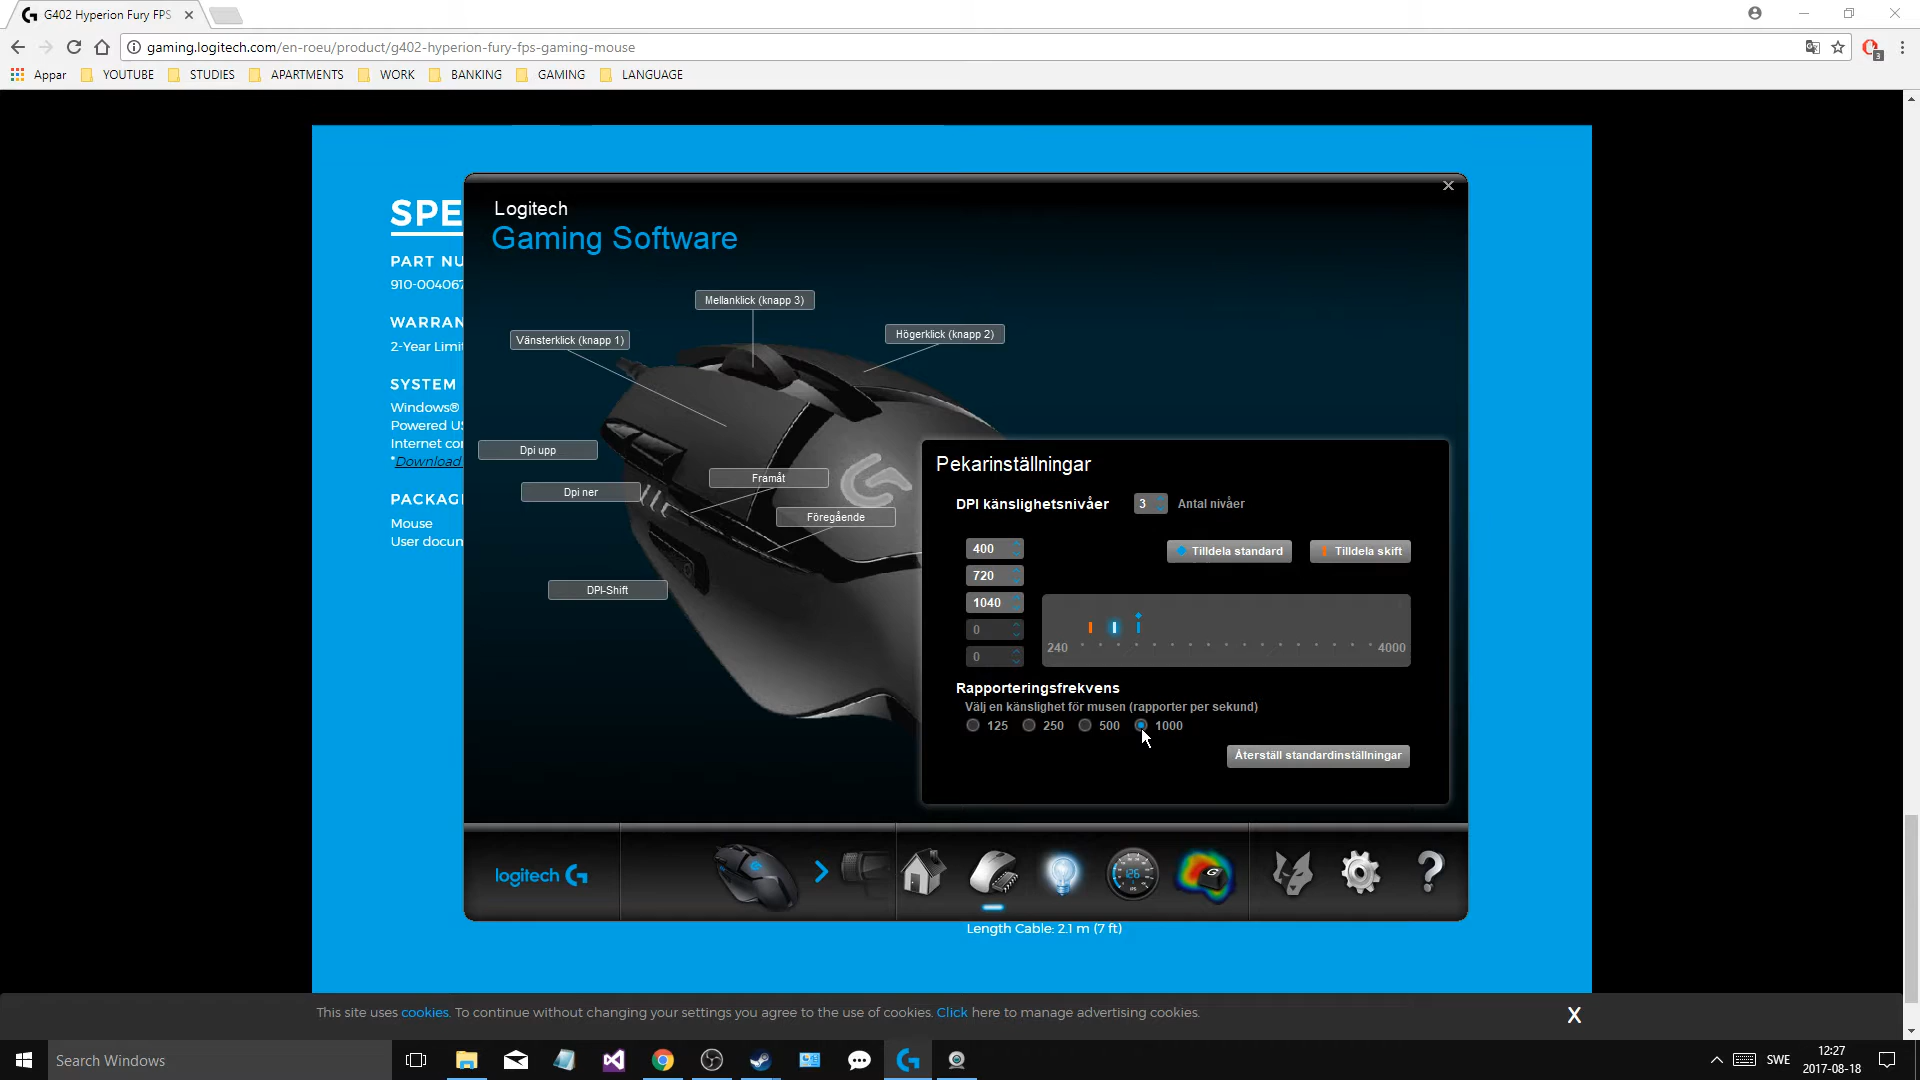 G402 Hyperion Fury FPS
gaming.logitech.com/en-roeu/product/g402-hyperion-fury-fps-gaming-mouse
3
Appar YOUTUBE STUDIES APARTMENTS WORK BANKING GAMING LANGUAGE
SPE
PART NU
910-004067
WARRAN
2-Year Limi
SYSTEM
Windows®
Powered US
Internet con
*Download
PACKAG
Mouse
User docum
Logitech
Gaming Software
Mellanklick (knapp 3)
Högerklick (knapp 2)
Vänsterklick (knapp 1)
Dpi upp
Framåt
Dpi ner
Föregående
DPI-Shift
Pekarinställningar
DPI känslighetsnivåer 3 Antal nivåer
400
720
1040
0
0
Tilldela standard Tilldela skift
240 4000
Rapporteringsfrekvens
Välj en känslighet för musen (rapporter per sekund)
125 250 500 1000
Återställ standardinställningar
logitech G
126
G
?
Length Cable: 2.1 m (7 ft)
This site uses cookies. To continue without changing your settings you agree to the use of cookies. Click here to manage advertising cookies.
X
Search Windows
SWE
12:27
2017-08-18